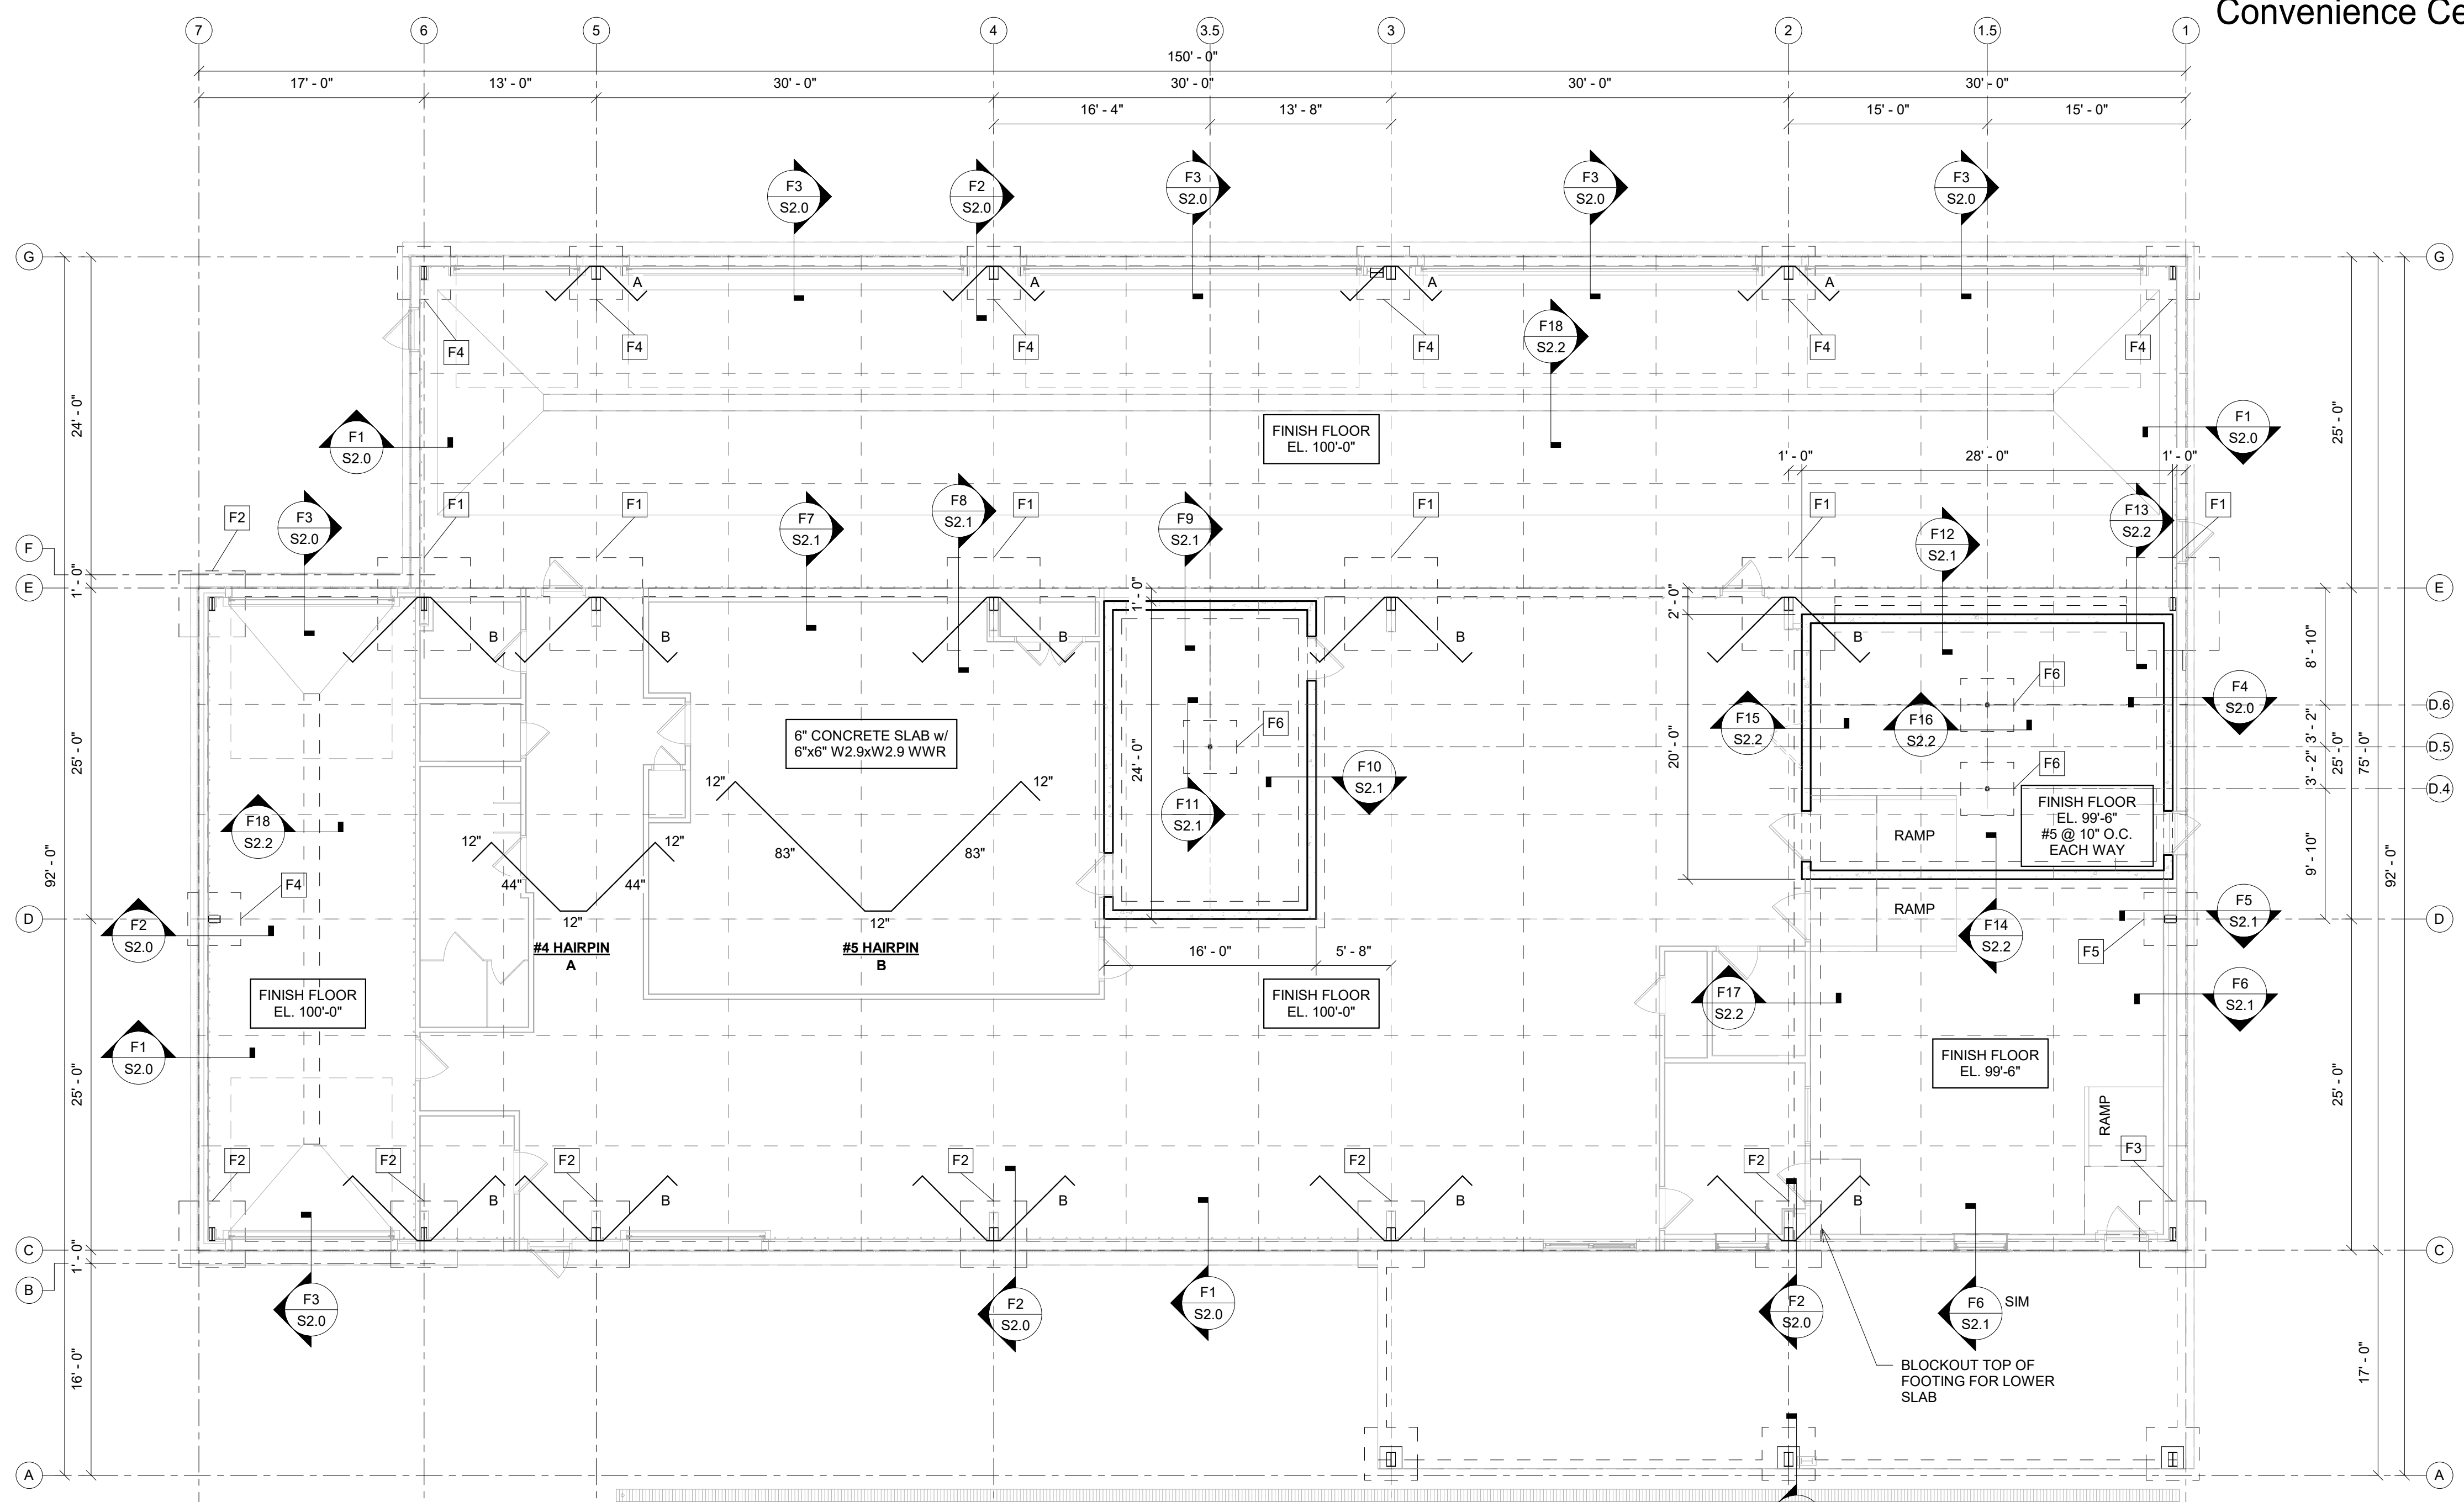 Convenience Ce
7
6
5
4
3.5
3
2
1.5
1
150' - 0"
17' - 0"
13' - 0"
30' - 0"
30' - 0"
30' - 0"
30' - 0"
16' - 4"
13' - 8"
15' - 0"
15' - 0"
F3
S2.0
F2
S2.0
F3
S2.0
F3
S2.0
F3
S2.0
G
G
A
A
A
A
F18
S2.2
F4
F4
F4
F4
F4
F4
24' - 0"
25' - 0"
F1
S2.0
FINISH FLOOR
EL. 100'-0"
F1
S2.0
1' - 0"
28' - 0"
1' - 0"
F2
F3
S2.0
F1
F1
F7
S2.1
F8
S2.1
F1
F9
S2.1
F1
F1
F12
S2.1
F13
S2.2
F1
F
1' - 0"
E
E
1' - 0"
2' - 0"
B
B
B
B
B
8' - 10"
F6
F4
S2.0
D.6
F15
S2.2
F16
S2.2
F6
6" CONCRETE SLAB w/
6"x6" W2.9xW2.9 WWR
25' - 0"
24' - 0"
20' - 0"
3' - 2"
3' - 2"
25' - 0"
75' - 0"
D.5
F10
S2.1
F6
D.4
12"
12"
FINISH FLOOR
EL. 99'-6"
#5 @ 10" O.C.
EACH WAY
F11
S2.1
F18
S2.2
12"
12"
83"
83"
RAMP
92' - 0"
44"
44"
9' - 10"
92' - 0"
F4
RAMP
D
F2
S2.0
12"
12"
F14
S2.2
F5
S2.1
D
#4 HAIRPIN
A
#5 HAIRPIN
B
16' - 0"
5' - 8"
F5
FINISH FLOOR
EL. 100'-0"
FINISH FLOOR
EL. 100'-0"
F17
S2.2
F6
S2.1
F1
S2.0
25' - 0"
FINISH FLOOR
EL. 99'-6"
25' - 0"
RAMP
F2
F2
F2
F2
F2
F2
F3
B
B
B
B
B
C
1' - 0"
C
B
F3
S2.0
F2
S2.0
F1
S2.0
F2
S2.0
F6
S2.1
SIM
16' - 0"
17' - 0"
BLOCKOUT TOP OF
FOOTING FOR LOWER
SLAB
A
A